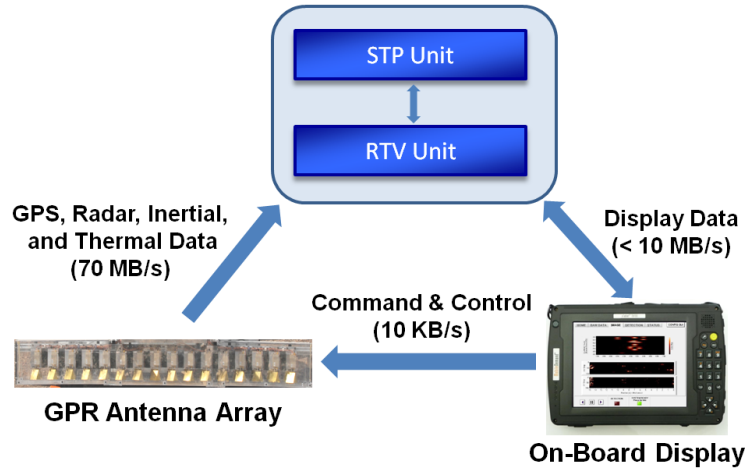 STP Unit
RTV Unit
GPS, Radar, Inertial,
and Thermal Data
(70 MB/s)
Display Data
(< 10 MB/s)
Command & Control
(10 KB/s)
GPR Antenna Array
On-Board Display